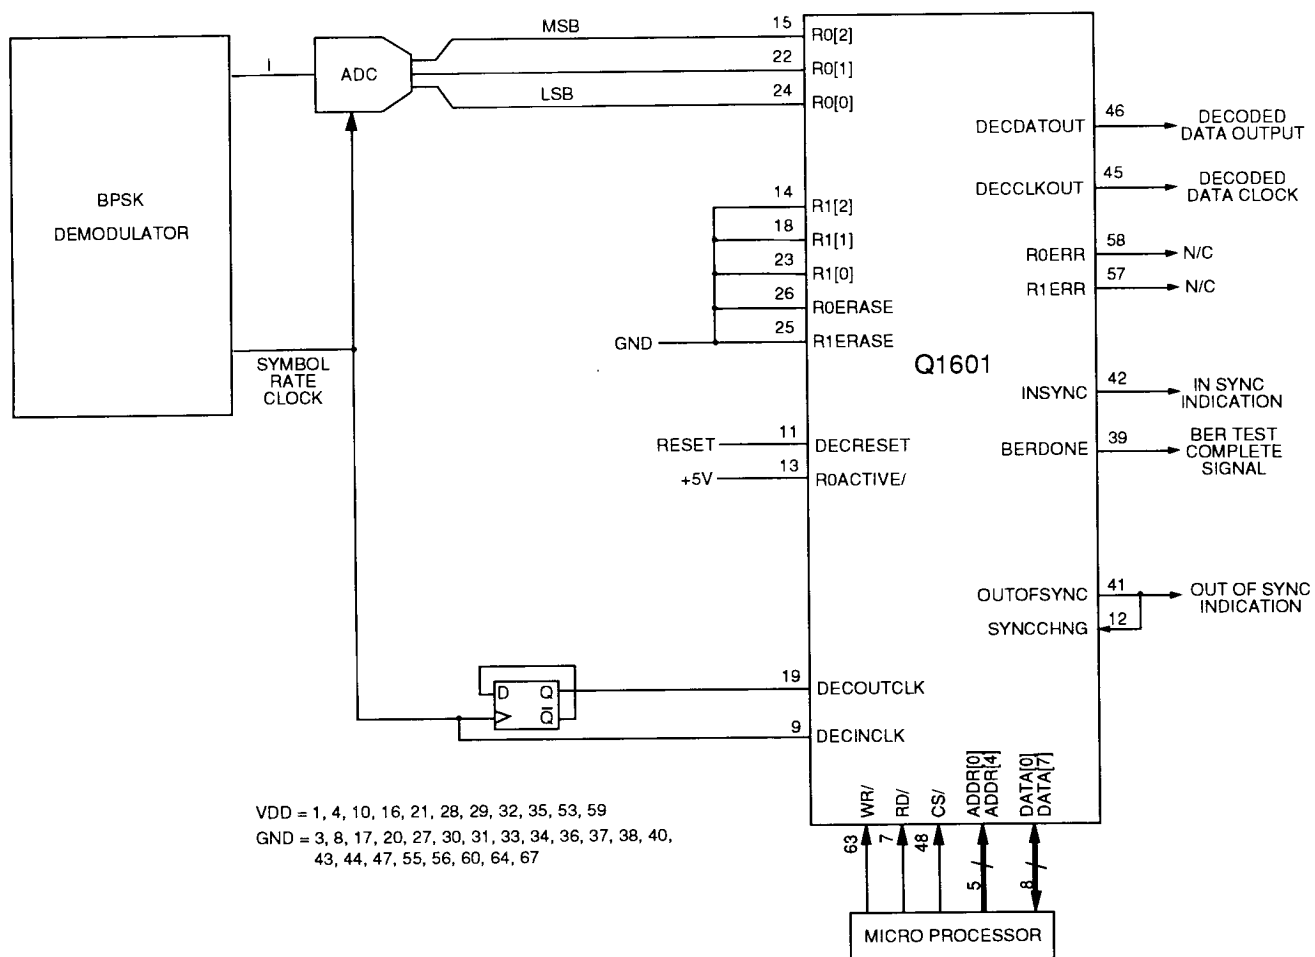 BPSK
DEMODULATOR
I
ADC
MSB
LSB
SYMBOL
RATE
CLOCK
15 R0[2]
22 R0[1]
24 R0[0]
14 R1[2]
18 R1[1]
23 R1[0]
26 R0ERASE
GND 25 R1ERASE
Q1601
RESET 11 DECRESET
+5V 13 R0ACTIVE/
D Q
Q
19 DECOUTCLK
9 DECINCLK
DECDATOUT 46 DECODED
DATA OUTPUT
DECCLKOUT 45 DECODED
DATA CLOCK
R0ERR 58 N/C
R1ERR 57 N/C
INSYNC 42 IN SYNC
INDICATION
BERDONE 39 BER TEST
COMPLETE
SIGNAL
OUTOFSYNC 41 OUT OF SYNC
INDICATION
SYNCCHNG 12
WR/ 63
RD/ 7
CS/ 48
ADDR[0]
ADDR[4]
5
DATA[0]
DATA[7]
8
MICRO PROCESSOR
VDD = 1, 4, 10, 16, 21, 28, 29, 32, 35, 53, 59
GND = 3, 8, 17, 20, 27, 30, 31, 33, 34, 36, 37, 38, 40,
43, 44, 47, 55, 56, 60, 64, 67